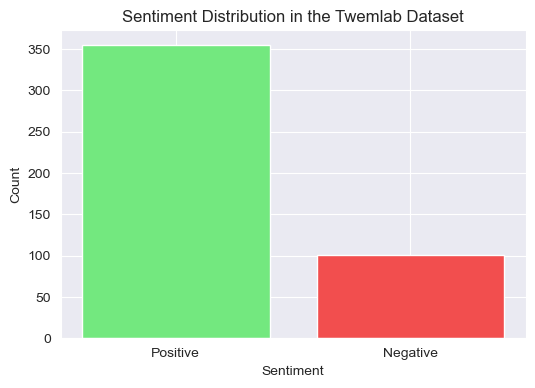 Sentiment Distribution in the Twemlab Dataset
350
300
250
200
150
100
50
0
Count
Positive
Negative
Sentiment